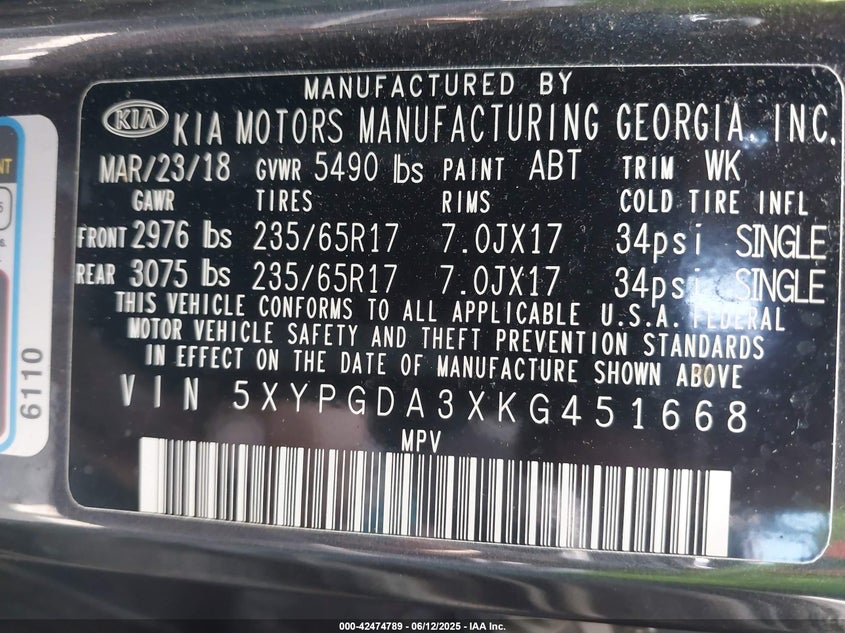 MANUFACTURED BY
KIA KIA MOTORS MANUFACTURING GEORGIA, INC.
MAR/23/18 GVWR 5490 lbs PAINT ABT TRIM WK
GAWR TIRES RIMS COLD TIRE INFL
FRONT 2976 lbs 235/65R17 7.0JX17 34psi SINGLE
REAR 3075 lbs 235/65R17 7.0JX17 34psi SINGLE
THIS VEHICLE CONFORMS TO ALL APPLICABLE U.S.A. FEDERAL
MOTOR VEHICLE SAFETY AND THEFT PREVENTION STANDARDS
IN EFFECT ON THE DATE OF MANUFACTURE SHOWN ABOVE
VIN 5XYPGDA3XKG451668
MPV
6110
000-42474789 - 06/12/2025 - IAA Inc.